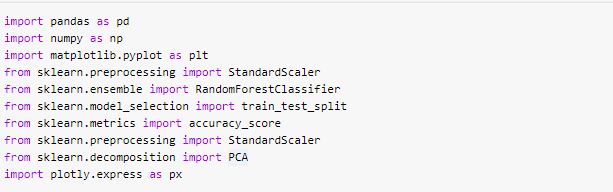 import pandas as pd
import numpy as np
import matplotlib.pyplot as plt
from sklearn.preprocessing import StandardScaler
from sklearn.ensemble import RandomForestClassifier
from sklearn.model_selection import train_test_split
from sklearn.metrics import accuracy_score
from sklearn.preprocessing import StandardScaler
from sklearn.decomposition import PCA
import plotly.express as px